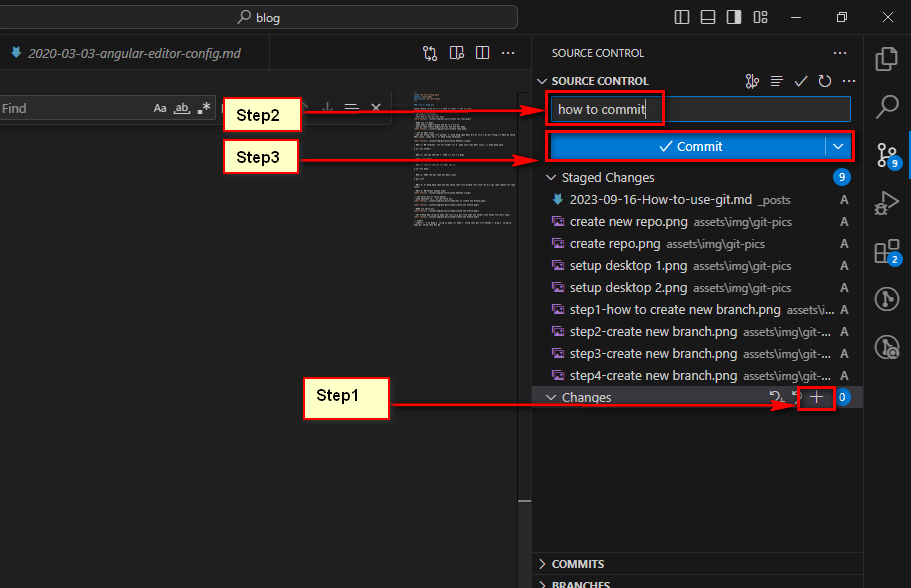 blog
2020-03-03-angular-editor-config.md
SOURCE CONTROL
SOURCE CONTROL
Find
Aa
ab
Step2
how to commit
Step3
Commit
Staged Changes 9
2023-09-16-How-to-use-git.md _posts A
create new repo.png assets\img\git-pics A
create repo.png assets\img\git-pics A
setup desktop 1.png assets\img\git-pics A
setup desktop 2.png assets\img\git-pics A
step1-how to create new branch.png assets\i... A
step2-create new branch.png assets\img\git-... A
step3-create new branch.png assets\img\git-... A
step4-create new branch.png assets\img\git-... A
Step1
Changes 0
COMMITS
BRANCHES
9
2